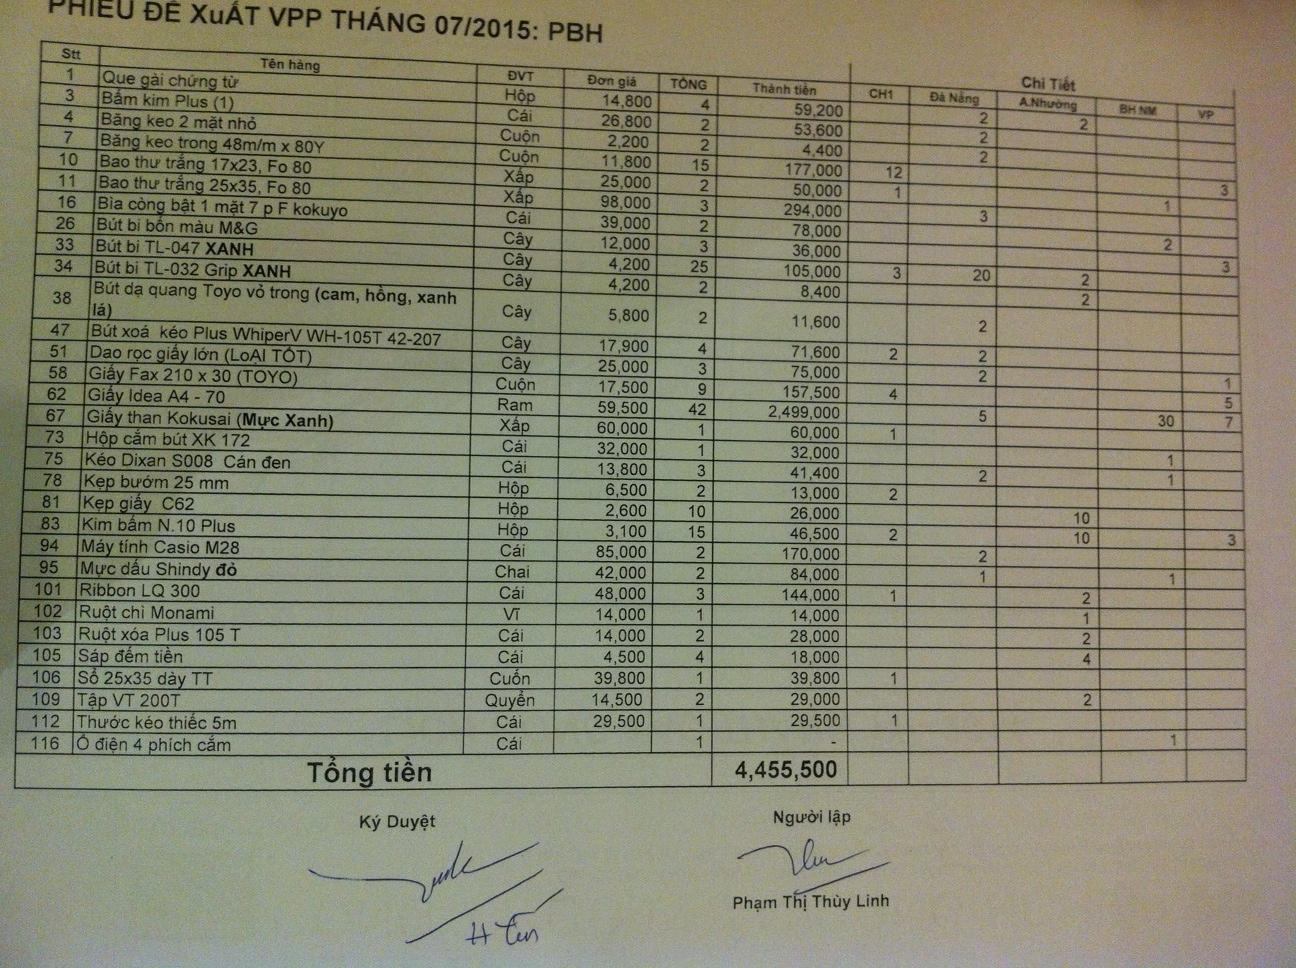 PHIẾU ĐỀ XuẤT VPP THÁNG 07/2015: PBH
Stt Tên hàng ĐVT Đơn giá TỔNG Thành tiền Chi Tiết
CH1 Đà Nẵng A.Nhường BH NM VP
1 Que gài chứng từ Hộp 14,800 4 59,200 2 2
3 Bấm kim Plus (1) Cái 26,800 2 53,600 2
4 Băng keo 2 mặt nhỏ Cuộn 2,200 2 4,400 2
7 Băng keo trong 48m/m x 80Y Cuộn 11,800 15 177,000 12 3
10 Bao thư trắng 17x23, Fo 80 Xấp 25,000 2 50,000 1 1
11 Bao thư trắng 25x35, Fo 80 Xấp 98,000 3 294,000 3
16 Bìa còng bật 1 mặt 7 p F kokuyo Cái 39,000 2 78,000 2
26 Bút bi bốn màu M&G Cây 12,000 3 36,000 3
33 Bút bi TL-047 XANH Cây 4,200 25 105,000 3 20 2
34 Bút bi TL-032 Grip XANH Cây 4,200 2 8,400 2
38 Bút dạ quang Toyo vỏ trong (cam, hồng, xanh
lá) Cây 5,800 2 11,600 2
47 Bút xoá kéo Plus WhiperV WH-105T 42-207 Cây 17,900 4 71,600 2 2
51 Dao rọc giấy lớn (LoẠI TỐT) Cây 25,000 3 75,000 2 1
58 Giấy Fax 210 x 30 (TOYO) Cuộn 17,500 9 157,500 4 5
62 Giấy Idea A4 - 70 Ram 59,500 42 2,499,000 5 30 7
67 Giấy than Kokusai (Mực Xanh) Xấp 60,000 1 60,000 1
73 Hộp cắm bút XK 172 Cái 32,000 1 32,000 1
75 Kéo Dixan S008 Cán đen Cái 13,800 3 41,400 2 1
78 Kẹp bướm 25 mm Hộp 6,500 2 13,000 2
81 Kẹp giấy C62 Hộp 2,600 10 26,000 10
83 Kim bấm N.10 Plus Hộp 3,100 15 46,500 2 10 3
94 Máy tính Casio M28 Cái 85,000 2 170,000 2
95 Mực dấu Shindy đỏ Chai 42,000 2 84,000 1 1
101 Ribbon LQ 300 Cái 48,000 3 144,000 1 2
102 Ruột chì Monami Vĩ 14,000 1 14,000 1
103 Ruột xóa Plus 105 T Cái 14,000 2 28,000 2
105 Sáp đếm tiền Cái 4,500 4 18,000 4
106 Sổ 25x35 dày TT Cuốn 39,800 1 39,800 1
109 Tập VT 200T Quyển 14,500 2 29,000 2
112 Thước kéo thiếc 5m Cái 29,500 1 29,500 1
116 Ổ điện 4 phích cắm Cái 1 - 1
Tổng tiền 4,455,500
Ký Duyệt Người lập
Phạm Thị Thùy Linh